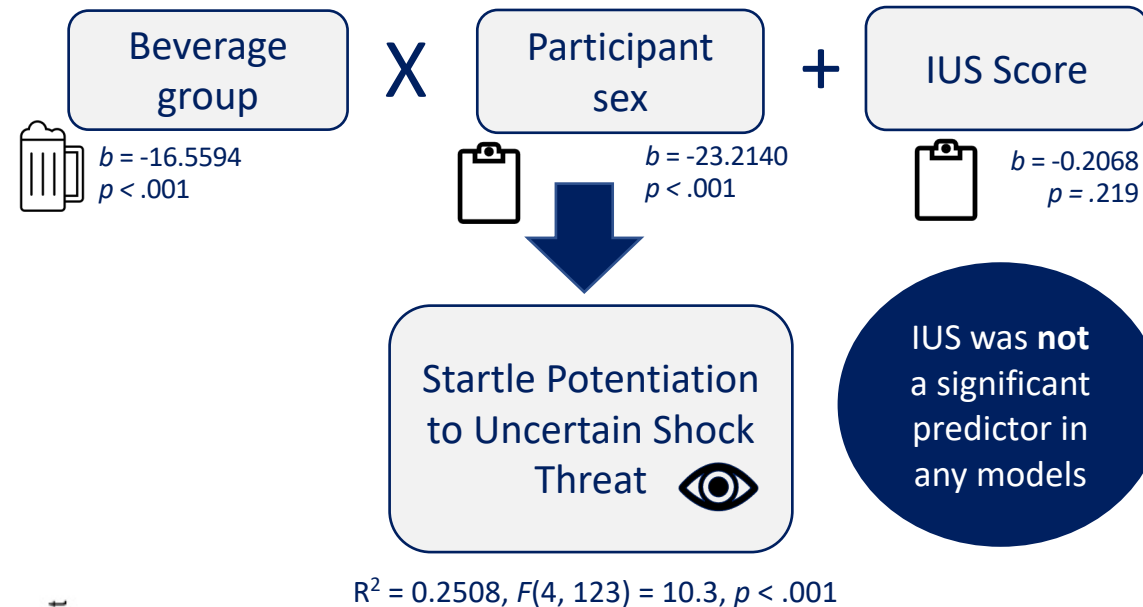 Beverage
group
X
Participant
sex
+
IUS Score
b = -16.5594
p < .001
b = -23.2140
p < .001
b = -0.2068
p = .219
Startle Potentiation
to Uncertain Shock
Threat
IUS was not
a significant
predictor in
any models
R² = 0.2508, F(4, 123) = 10.3, p < .001